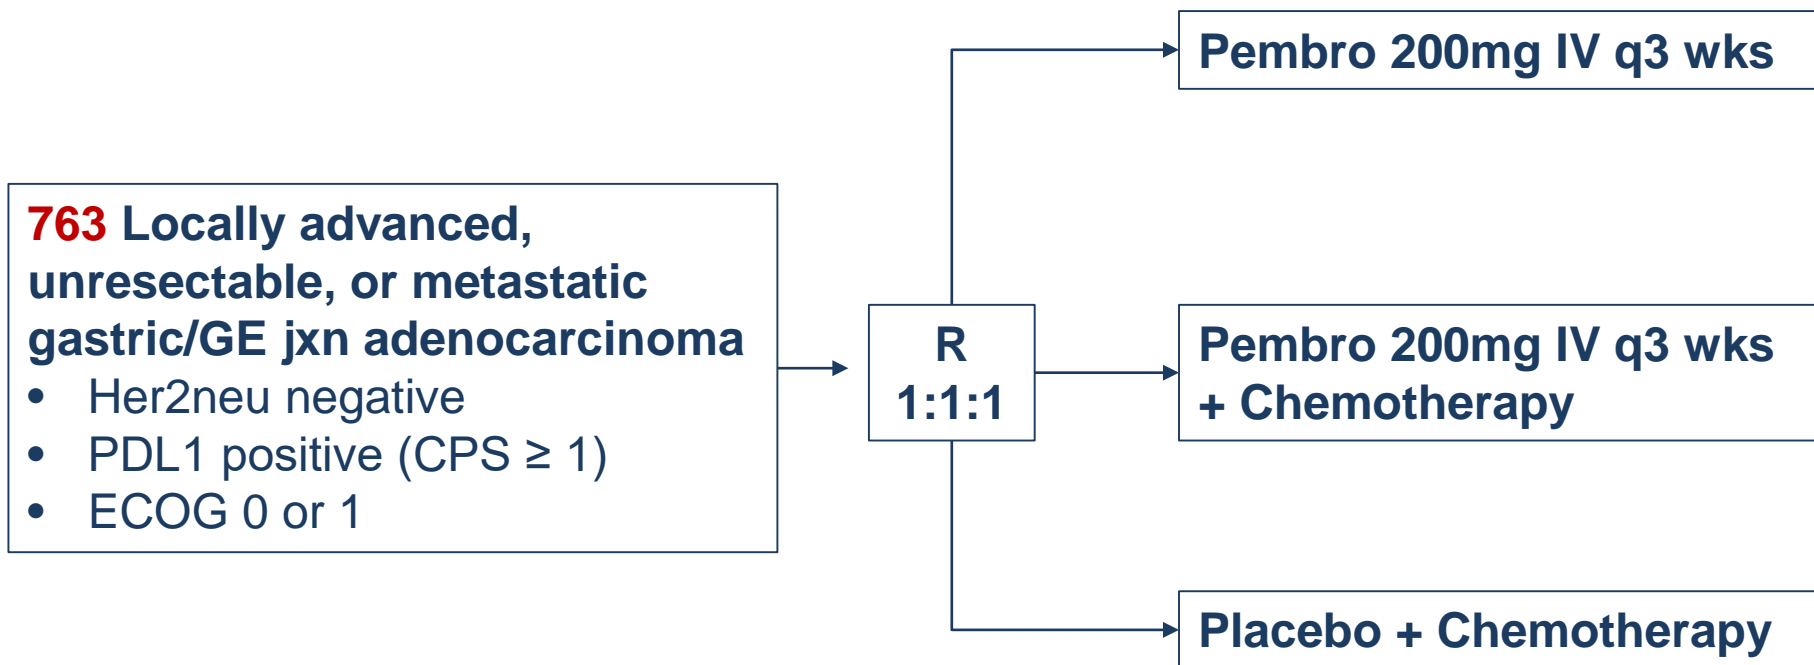 Pembro 200mg IV q3 wks
763 Locally advanced,
unresectable, or metastatic
gastric/GE jxn adenocarcinoma
• Her2neu negative
• PDL1 positive (CPS ≥ 1)
• ECOG 0 or 1
R
1:1:1
Pembro 200mg IV q3 wks
+ Chemotherapy
Placebo + Chemotherapy